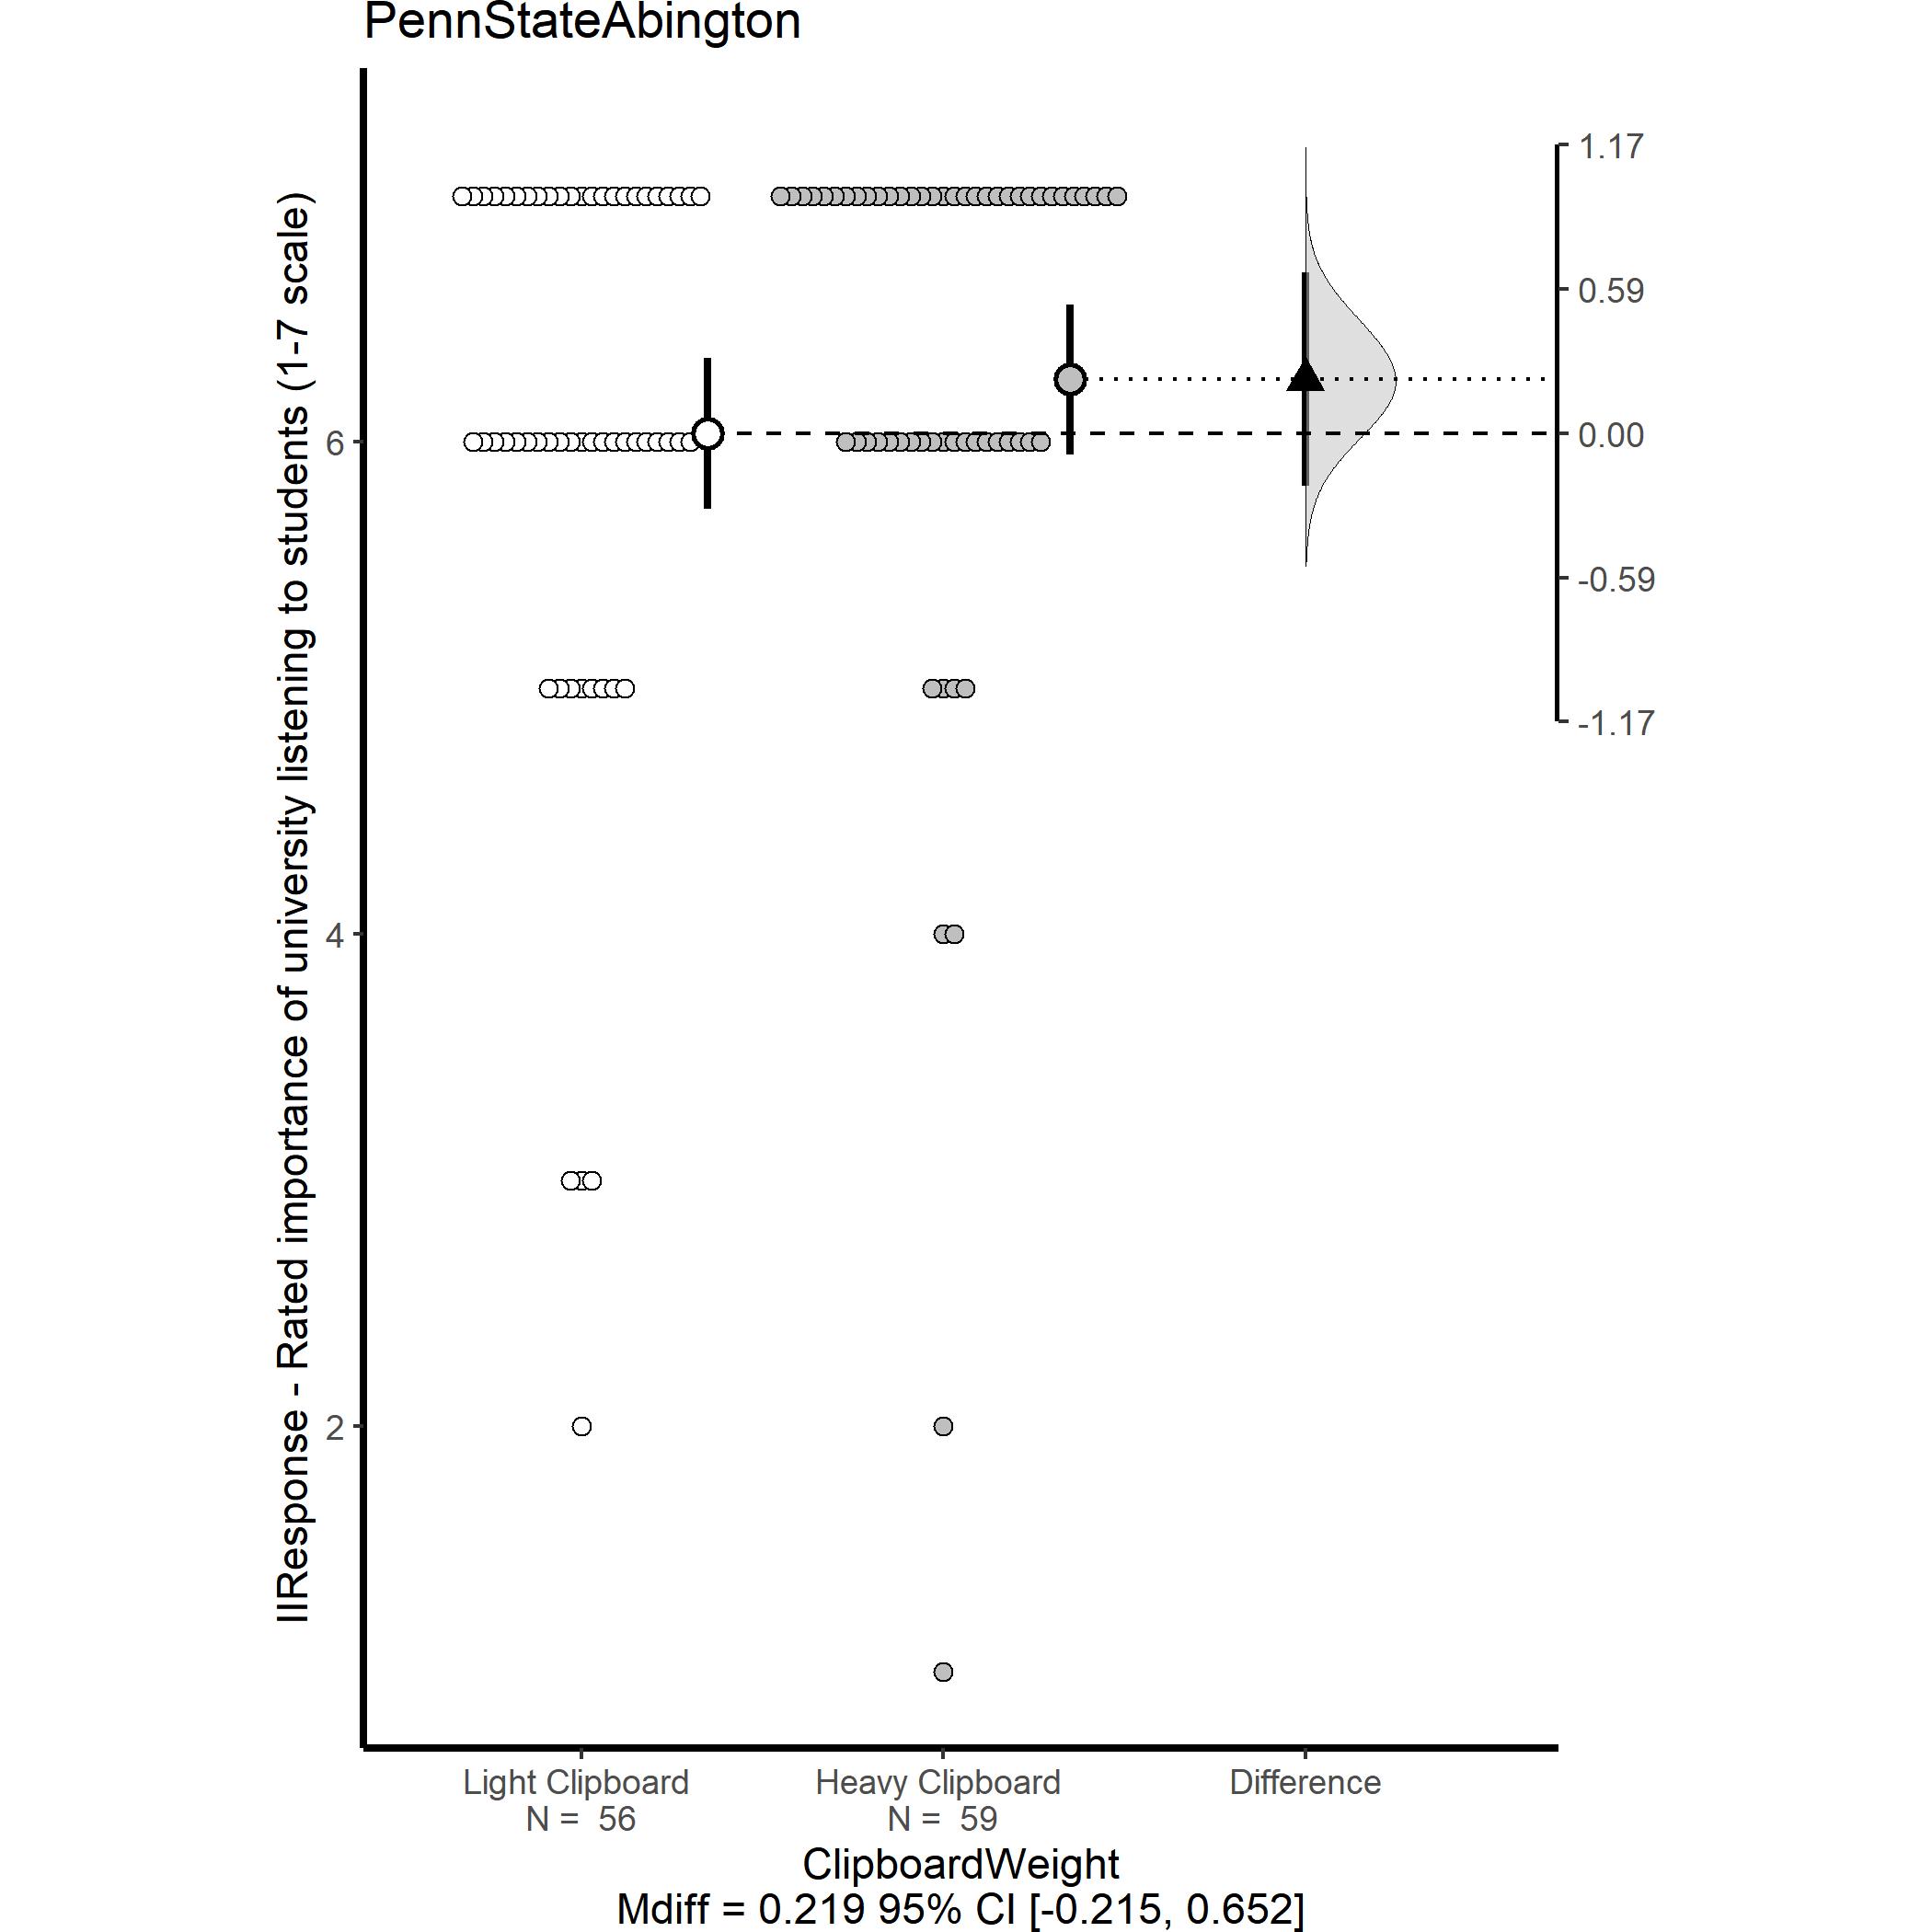 PennStateAbington
IIResponse - Rated importance of university listening to students (1-7 scale)
6
4
2
1.17
0.59
0.00
-0.59
-1.17
Light Clipboard
N =  56
Heavy Clipboard
N =  59
Difference
ClipboardWeight
Mdiff = 0.219 95% CI [-0.215, 0.652]